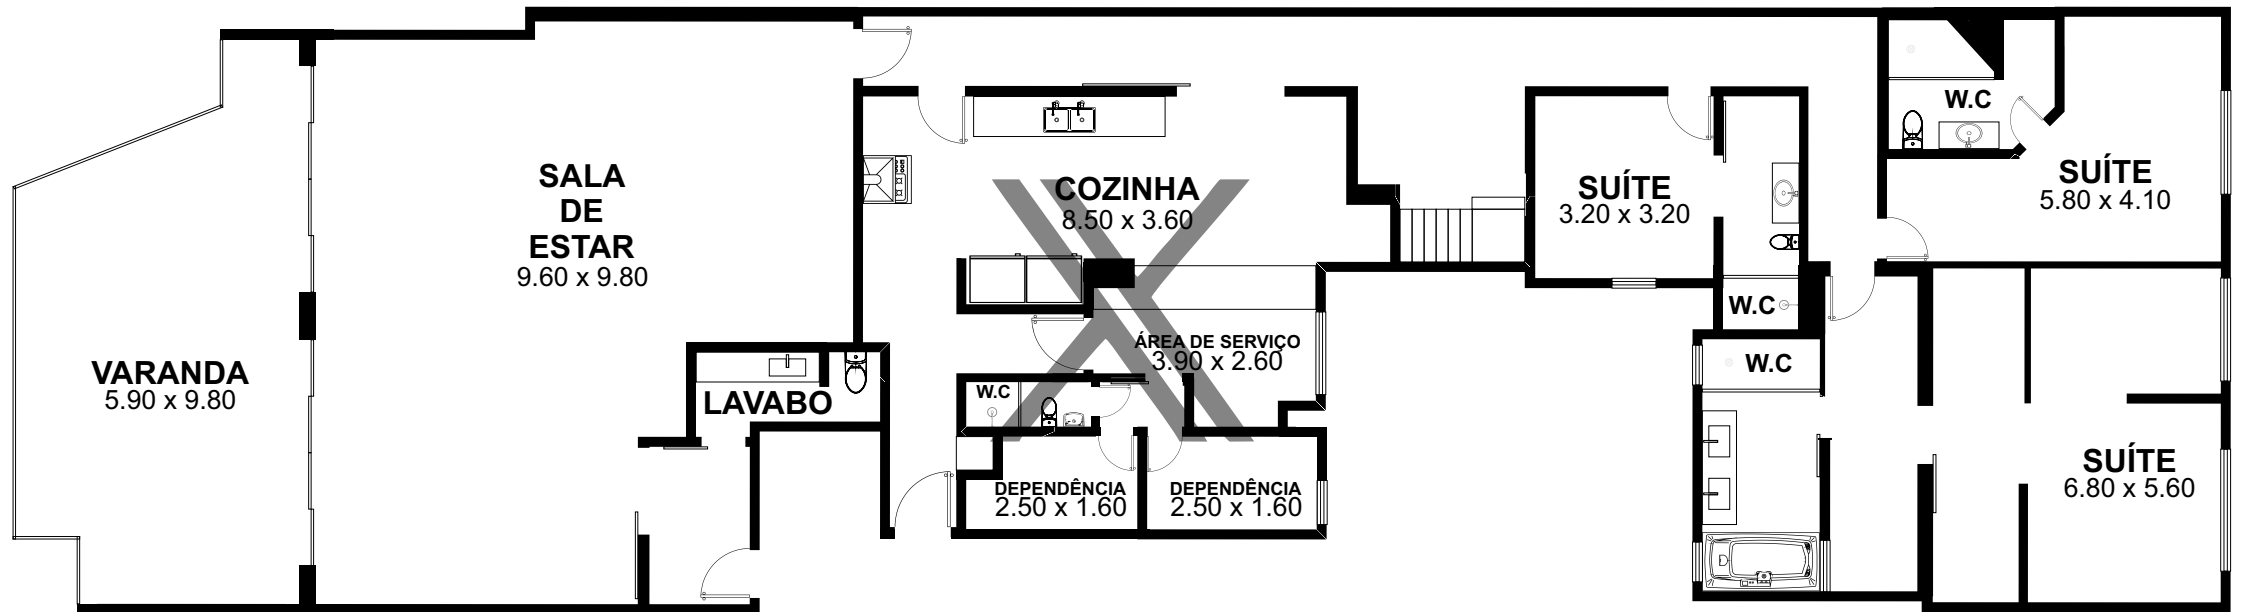 VARANDA
5.90 x 9.80
SALA
DE
ESTAR
9.60 x 9.80
LAVABO
COZINHA
8.50 x 3.60
ÁREA DE SERVIÇO
3.90 x 2.60
W.C
DEPENDÊNCIA
2.50 x 1.60
DEPENDÊNCIA
2.50 x 1.60
SUÍTE
3.20 x 3.20
W.C
W.C
W.C
SUÍTE
5.80 x 4.10
SUÍTE
6.80 x 5.60